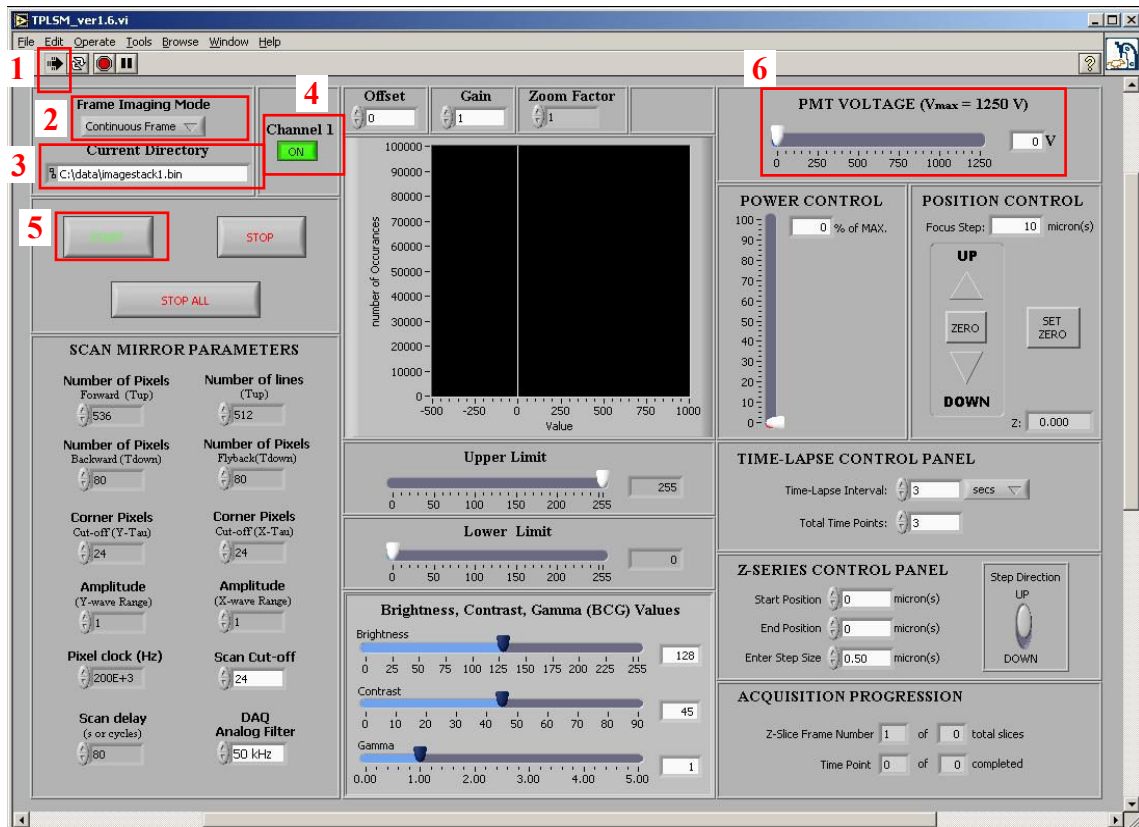 TPLSM_ver1.6.vi
File Edit Operate Tools Browse Window Help
1
?
2
Frame Imaging Mode
Continuous Frame
3
Current Directory
C:\data\imagestack1.bin
4
Channel 1
ON
5
START
STOP
STOP ALL
SCAN MIRROR PARAMETERS
Number of Pixels
Forward (Tup)
536
Number of lines
(Tup)
512
Number of Pixels
Backward (Tdown)
80
Number of Pixels
Flyback(Tdown)
80
Corner Pixels
Cut-off (Y-Tau)
24
Corner Pixels
Cut-off (X-Tau)
24
Amplitude
(Y-wave Range)
1
Amplitude
(X-wave Range)
1
Pixel clock (Hz)
200E+3
Scan Cut-off
24
Scan delay
(s or cycles)
80
DAQ
Analog Filter
50 kHz
Offset
0
Gain
1
Zoom Factor
1
number of Occurances
100000
90000
80000
70000
60000
50000
40000
30000
20000
10000
0
-500 -250 0 250 500 750 1000
Value
Upper Limit
0 50 100 150 200 255
255
Lower Limit
0 50 100 150 200 255
0
Brightness, Contrast, Gamma (BCG) Values
Brightness
0 25 50 75 100 125 150 175 200 225 255
128
Contrast
0 10 20 30 40 50 60 70 80 90
45
Gamma
0.00 1.00 2.00 3.00 4.00 5.00
1
6
PMT VOLTAGE (Vmax = 1250 V)
0 250 500 750 1000 1250
0 V
POWER CONTROL
0 % of MAX.
100
90
80
70
60
50
40
30
20
10
0
POSITION CONTROL
Focus Step: 10 micron(s)
UP
ZERO
SET
ZERO
DOWN
Z: 0.000
TIME-LAPSE CONTROL PANEL
Time-Lapse Interval: 3 secs
Total Time Points: 3
Z-SERIES CONTROL PANEL
Start Position 0 micron(s)
End Position 0 micron(s)
Enter Step Size 0.50 micron(s)
Step Direction
UP
DOWN
ACQUISITION PROGRESSION
Z-Slice Frame Number 1 of 0 total slices
Time Point 0 of 0 completed